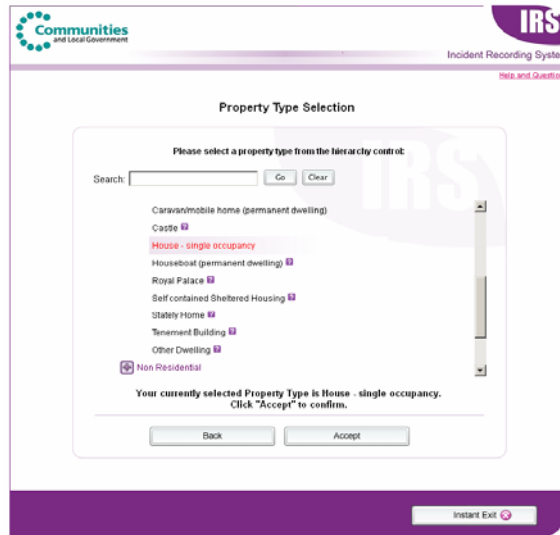 Communities
and Local Government
IRS
Incident Recording Syste
Help and Questio
Property Type Selection
Please select a property type from the hierarchy control:
Search:
Go
Clear
Caravan/mobile home (permanent dwelling)
Castle ?
House - single occupancy
Houseboat (permanent dwelling) ?
Royal Palace ?
Self contained Sheltered Housing ?
Stately Home ?
Tenement Building ?
Other Dwelling ?
Non Residential
Your currently selected Property Type is House - single occupancy.
Click "Accept" to confirm.
Back
Accept
Instant Exit